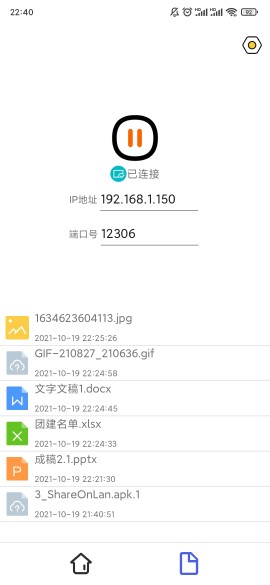 22:40
HD HD 92
已连接
IP地址 192.168.1.150
端口号 12306
1634623604113.jpg
2021-10-19 22:25:26
GIF-210827_210636.gif
2021-10-19 22:24:58
W 文字文稿1.docx
2021-10-19 22:24:45
X 团建名单.xlsx
2021-10-19 22:24:33
P 成稿2.1.pptx
2021-10-19 22:21:30
3_ShareOnLan.apk.1
2021-10-19 21:40:51